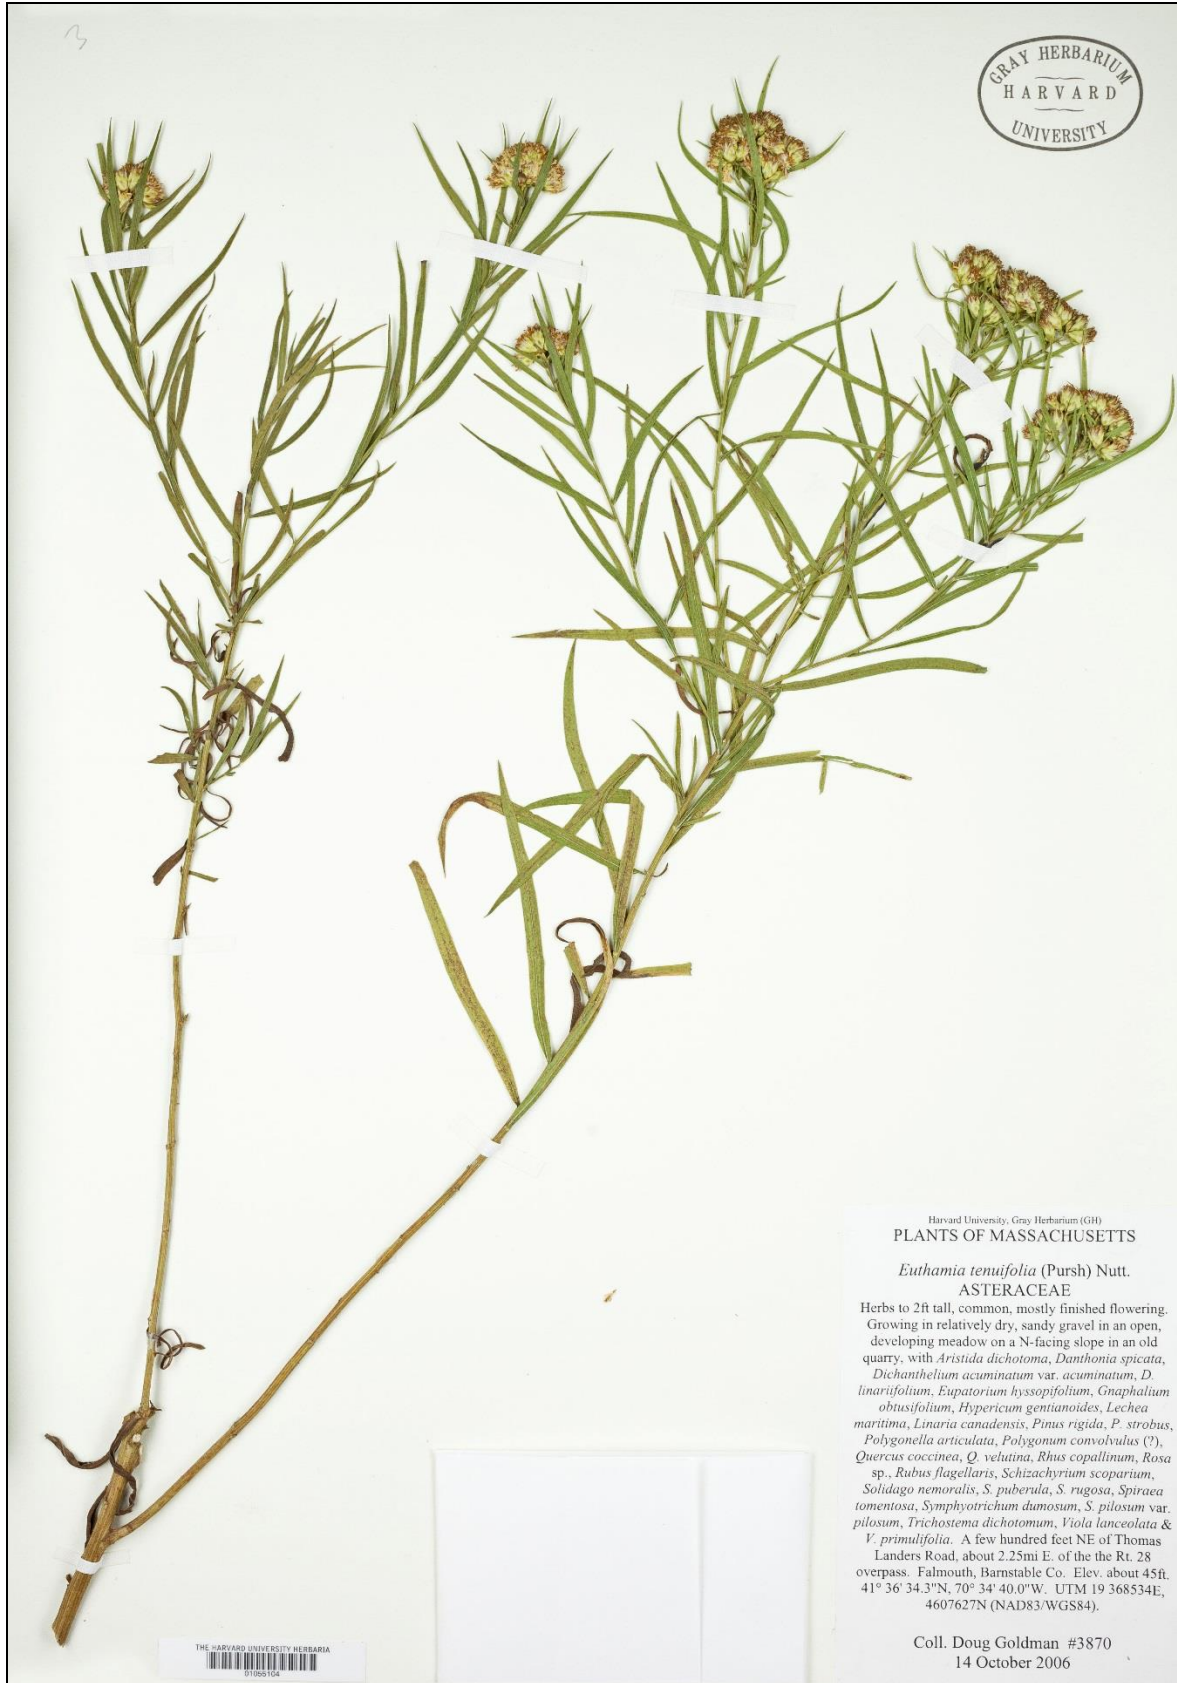 3
GRAY HERBARIUM
HARVARD
UNIVERSITY
Harvard University, Gray Herbarium (GH)
PLANTS OF MASSACHUSETTS
Euthamia tenuifolia (Pursh) Nutt.
ASTERACEAE
Herbs to 2ft tall, common, mostly finished flowering.
Growing in relatively dry, sandy gravel in an open,
developing meadow on a N-facing slope in an old
quarry, with Aristida dichotoma, Danthonia spicata,
Dichanthelium acuminatum var. acuminatum, D.
linariifolium, Eupatorium hyssopifolium, Gnaphalium
obtusifolium, Hypericum gentianoides, Lechea
maritima, Linaria canadensis, Pinus rigida, P. strobus,
Polygonella articulata, Polygonum convolvulus (?),
Quercus coccinea, Q. velutina, Rhus copallinum, Rosa
sp., Rubus flagellaris, Schizachyrium scoparium,
Solidago nemoralis, S. puberula, S. rugosa, Spiraea
tomentosa, Symphyotrichum dumosum, S. pilosum var.
pilosum, Trichostema dichotomum, Viola lanceolata &
V. primulifolia. A few hundred feet NE of Thomas
Landers Road, about 2.25mi E. of the the Rt. 28
overpass. Falmouth, Barnstable Co. Elev. about 45ft.
41° 36' 34.3"N, 70° 34' 40.0"W. UTM 19 368534E,
4607627N (NAD83/WGS84).
Coll. Doug Goldman #3870
14 October 2006
THE HARVARD UNIVERSITY HERBARIA
01055104